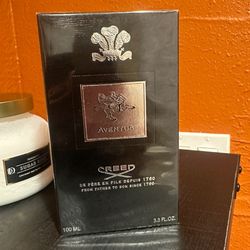 AVENTUS
CREED
DE PÈRE EN FILS DEPUIS 1760
FROM FATHER TO SON SINCE 1760
100 ML
3.3 FL.OZ.
SUGAR